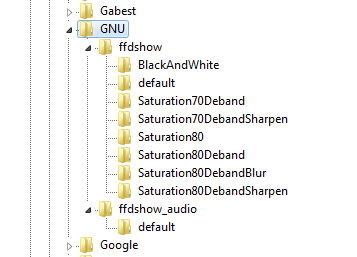 Gabest
GNU
ffdshow
BlackAndWhite
default
Saturation70Deband
Saturation70DebandSharpen
Saturation80
Saturation80Deband
Saturation80DebandBlur
Saturation80DebandSharpen
ffdshow_audio
default
Google